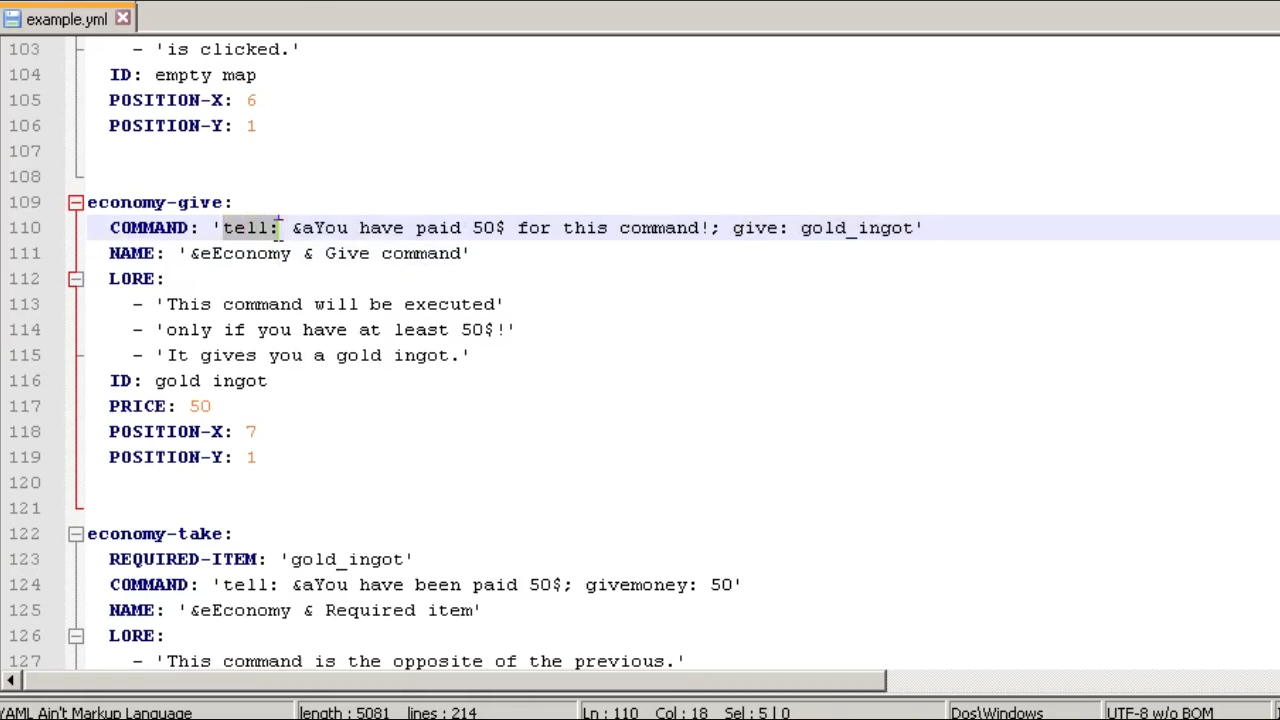 example.yml
103 - 'is clicked.'
104 ID: empty map
105 POSITION-X: 6
106 POSITION-Y: 1
107
108
109 economy-give:
110 COMMAND: 'tell: &aYou have paid 50$ for this command!; give: gold_ingot'
111 NAME: '&eEconomy & Give command'
112 LORE:
113 - 'This command will be executed'
114 - 'only if you have at least 50$!'
115 - 'It gives you a gold ingot.'
116 ID: gold ingot
117 PRICE: 50
118 POSITION-X: 7
119 POSITION-Y: 1
120
121
122 economy-take:
123 REQUIRED-ITEM: 'gold_ingot'
124 COMMAND: 'tell: &aYou have been paid 50$; givemoney: 50'
125 NAME: '&eEconomy & Required item'
126 LORE:
127 - 'This command is the opposite of the previous.'
YAML Ain't Markup Language length : 5081 lines : 214 Ln : 110 Col : 18 Sel : 5 | 0 Dos\Windows UTF-8 w/o BOM